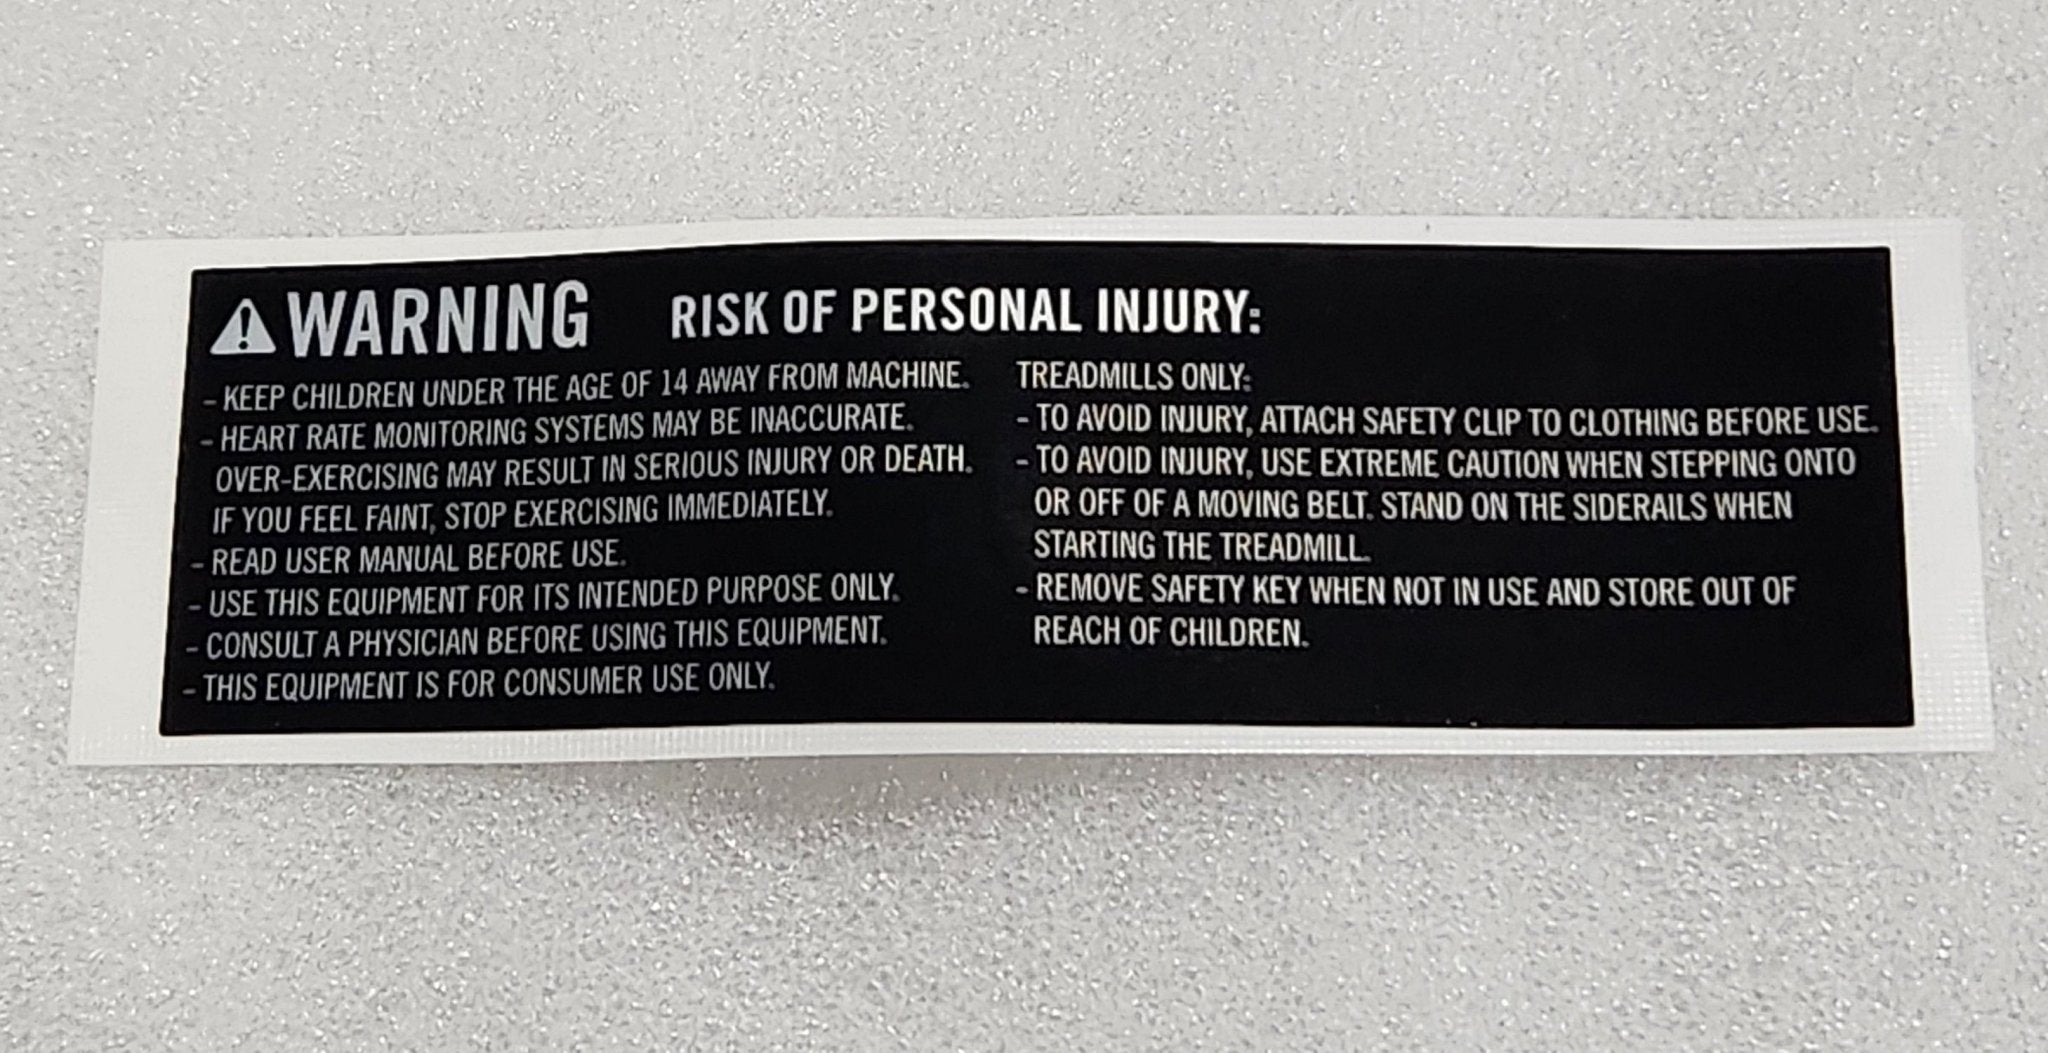 WARNING RISK OF PERSONAL INJURY:
- KEEP CHILDREN UNDER THE AGE OF 14 AWAY FROM MACHINE.
- HEART RATE MONITORING SYSTEMS MAY BE INACCURATE.
OVER-EXERCISING MAY RESULT IN SERIOUS INJURY OR DEATH.
IF YOU FEEL FAINT, STOP EXERCISING IMMEDIATELY.
- READ USER MANUAL BEFORE USE.
- USE THIS EQUIPMENT FOR ITS INTENDED PURPOSE ONLY.
- CONSULT A PHYSICIAN BEFORE USING THIS EQUIPMENT.
- THIS EQUIPMENT IS FOR CONSUMER USE ONLY.
TREADMILLS ONLY:
- TO AVOID INJURY, ATTACH SAFETY CLIP TO CLOTHING BEFORE USE.
- TO AVOID INJURY, USE EXTREME CAUTION WHEN STEPPING ONTO
OR OFF OF A MOVING BELT. STAND ON THE SIDERAILS WHEN
STARTING THE TREADMILL.
- REMOVE SAFETY KEY WHEN NOT IN USE AND STORE OUT OF
REACH OF CHILDREN.